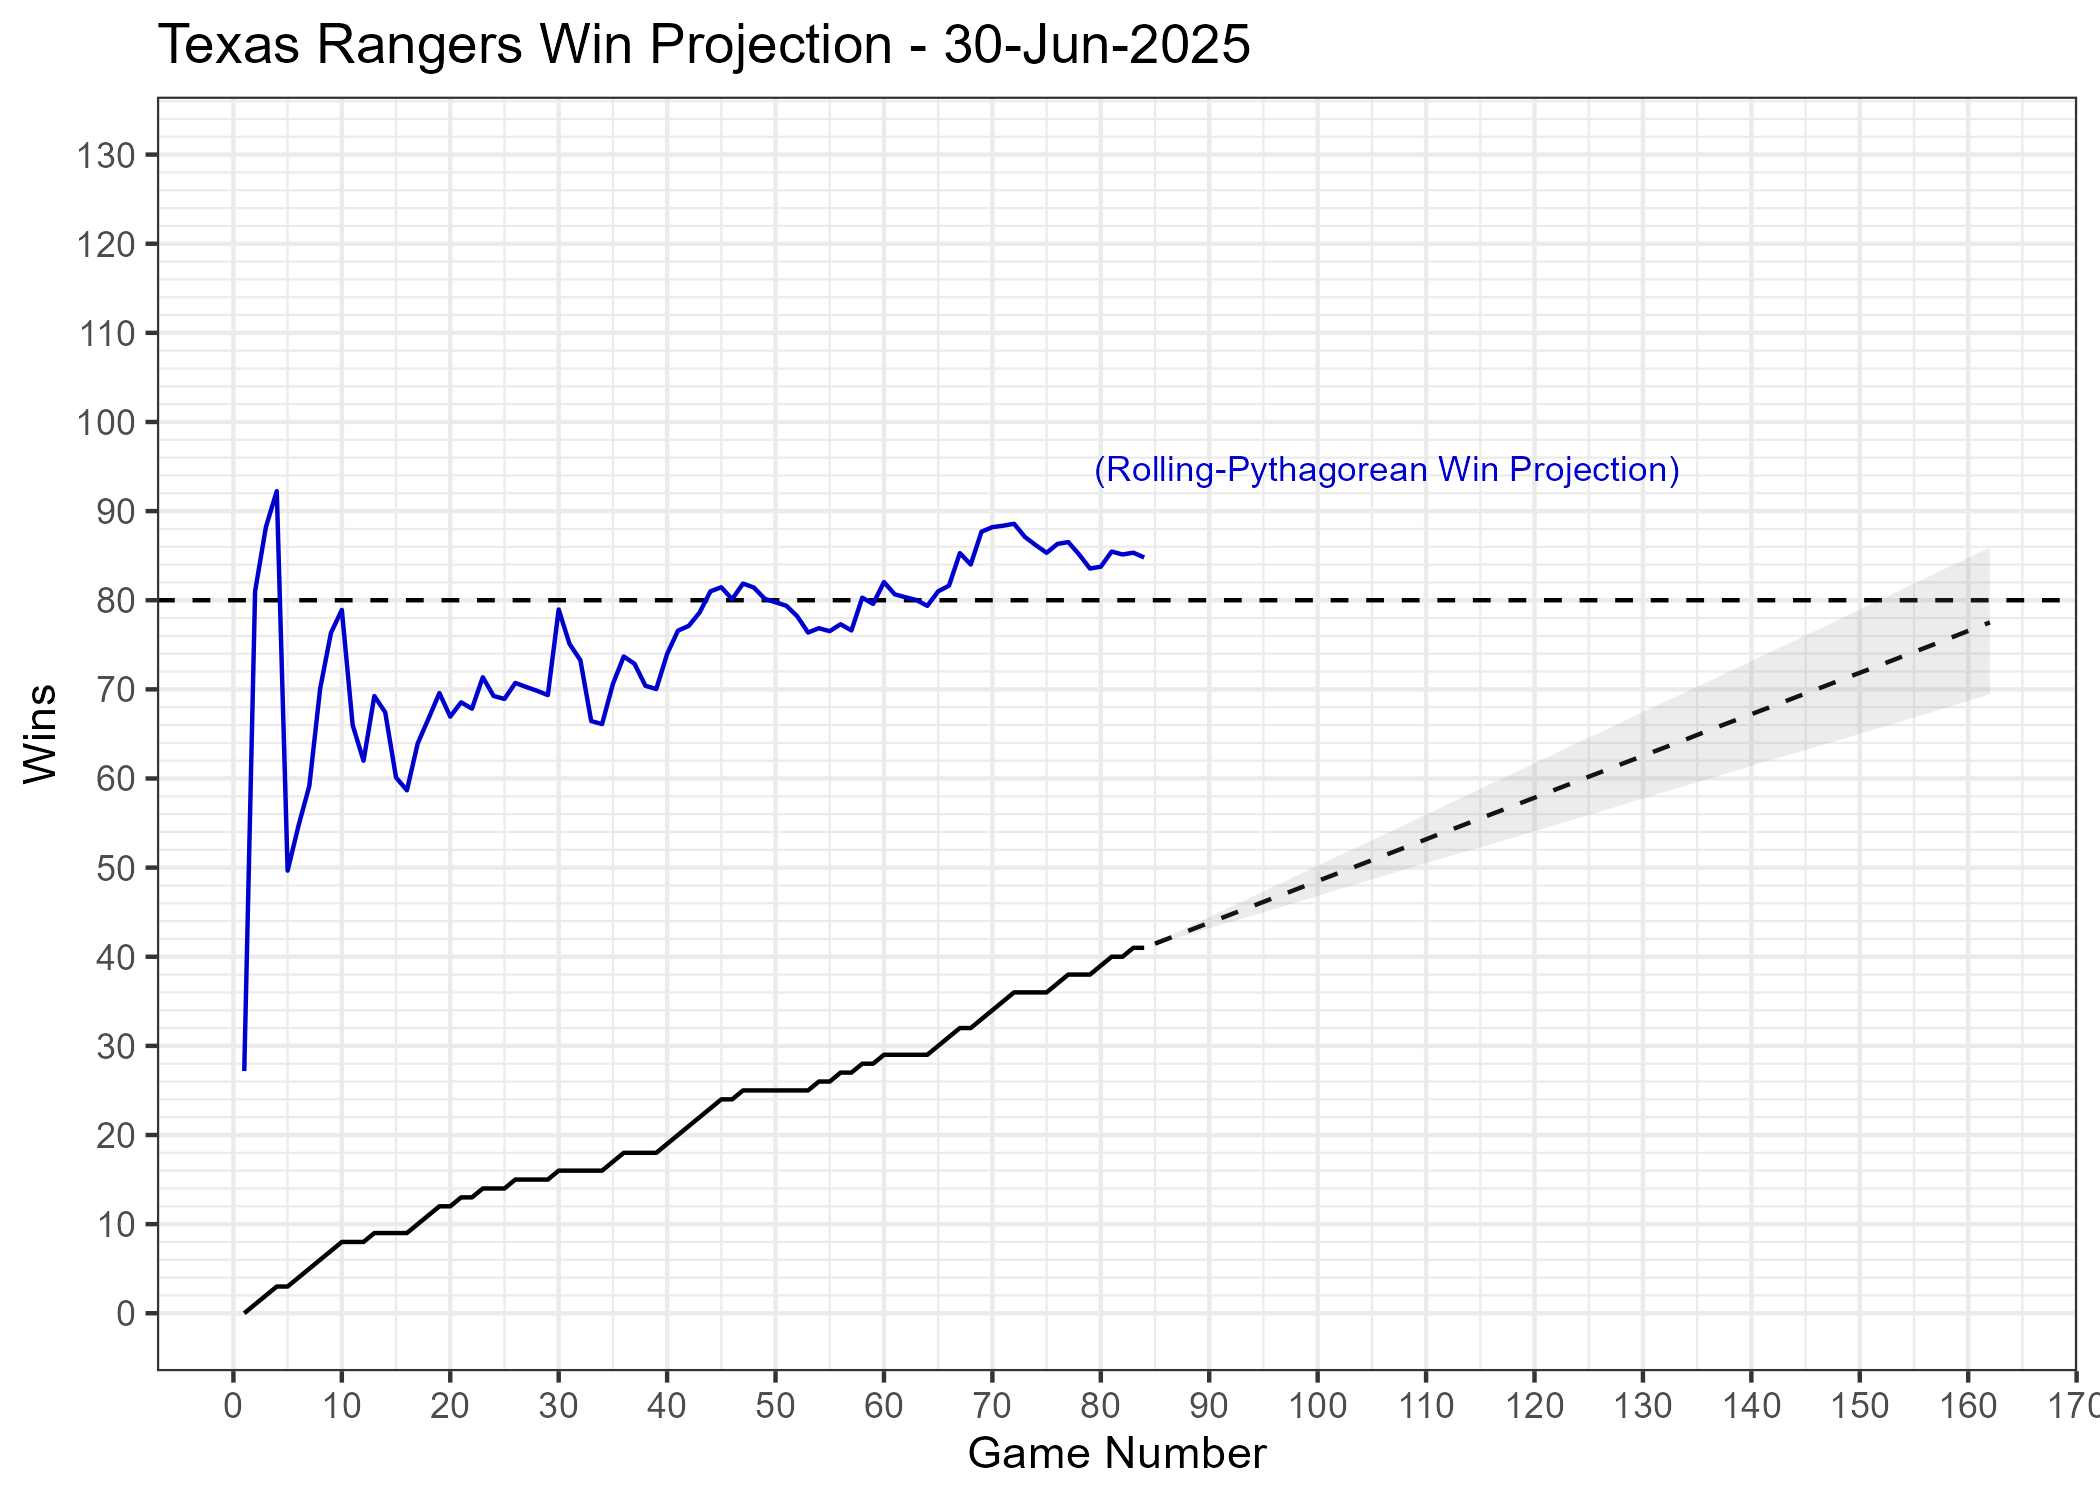 Texas Rangers Win Projection - 30-Jun-2025
130
120
110
100
90
80
70
60
50
40
30
20
10
0
Wins
(Rolling-Pythagorean Win Projection)
0 10 20 30 40 50 60 70 80 90 100 110 120 130 140 150 160 170
Game Number